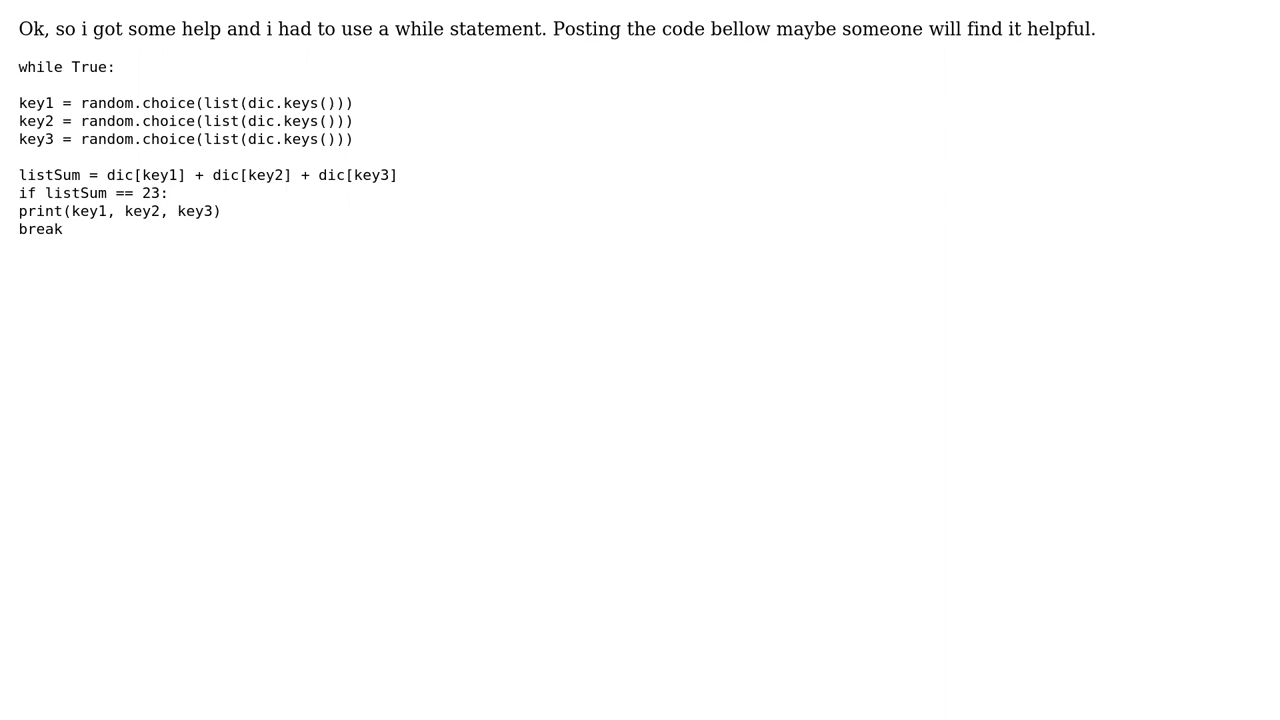 Ok, so i got some help and i had to use a while statement. Posting the code bellow maybe someone will find it helpful.
while True:
key1 = random.choice(list(dic.keys()))
key2 = random.choice(list(dic.keys()))
key3 = random.choice(list(dic.keys()))
listSum = dic[key1] + dic[key2] + dic[key3]
if listSum == 23:
print(key1, key2, key3)
break